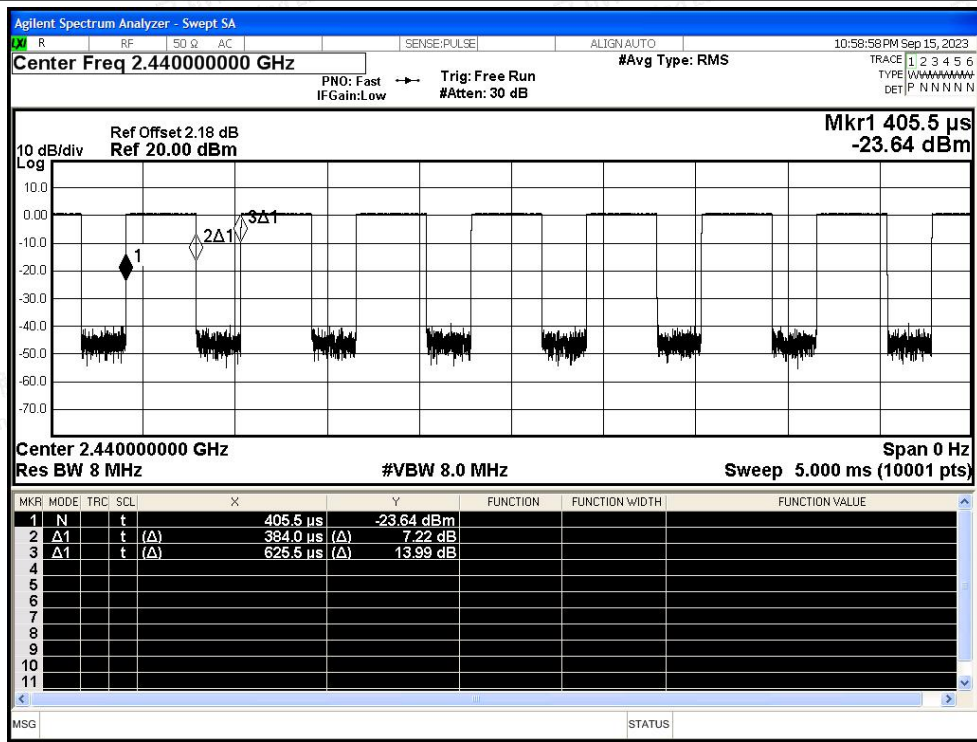 Agilent Spectrum Analyzer - Swept SA
LXI R RF 50 Ω AC SENSE:PULSE ALIGN AUTO 10:58:58 PM Sep 15, 2023
Center Freq 2.440000000 GHz #Avg Type: RMS TRACE 1 2 3 4 5 6
PNO: Fast Trig: Free Run TYPE W
IFGain:Low #Atten: 30 dB DET P N N N N N
Mkr1 405.5 µs
-23.64 dBm
Ref Offset 2.18 dB
10 dB/div Ref 20.00 dBm
Log
10.0
0.00
-10.0
-20.0
-30.0
-40.0
-50.0
-60.0
-70.0
1
2Δ1
3Δ1
Center 2.440000000 GHz Span 0 Hz
Res BW 8 MHz #VBW 8.0 MHz Sweep 5.000 ms (10001 pts)
MKR MODE TRC SCL X Y FUNCTION FUNCTION WIDTH FUNCTION VALUE
1 N t 405.5 µs -23.64 dBm
2 Δ1 t (Δ) 384.0 µs (Δ) 7.22 dB
3 Δ1 t (Δ) 625.5 µs (Δ) 13.99 dB
4
5
6
7
8
9
10
11
MSG STATUS